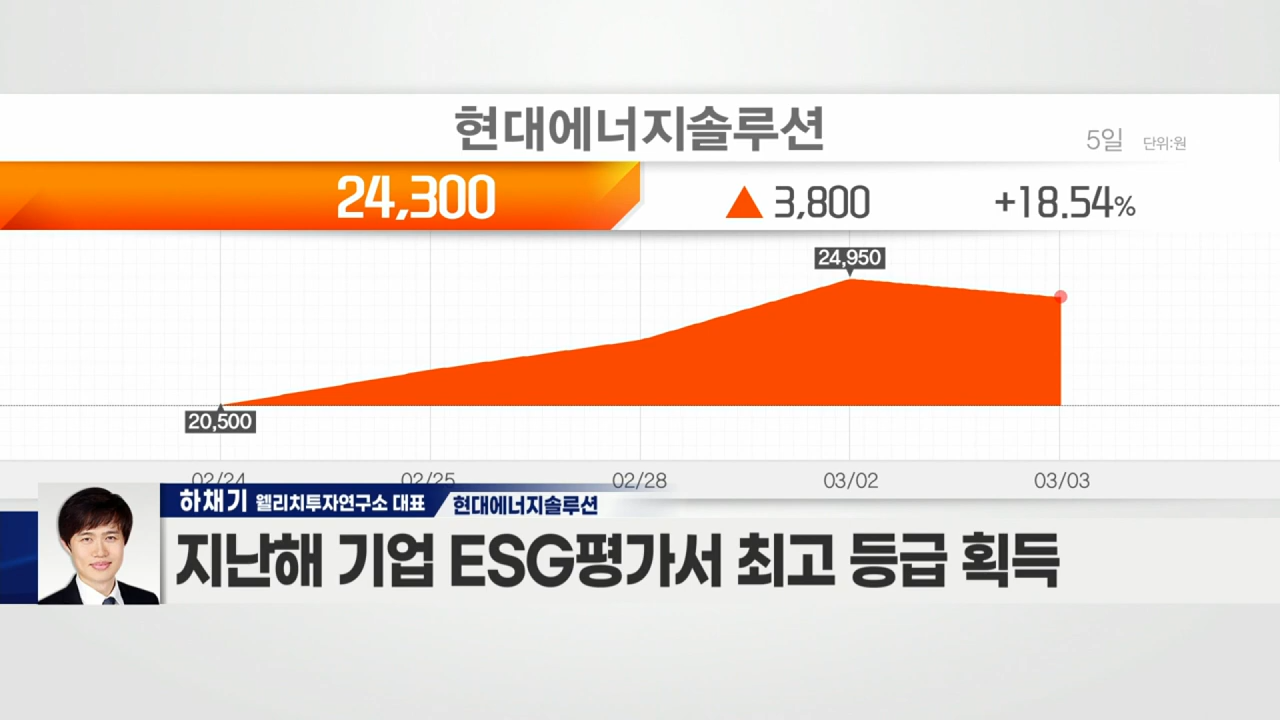 현대에너지솔루션
5일 단위:원
24,300 ▲ 3,800 +18.54%
24,950
20,500
02/24 02/25 02/28 03/02 03/03
하채기 웰리치투자연구소 대표 현대에너지솔루션
지난해 기업 ESG평가서 최고 등급 획득